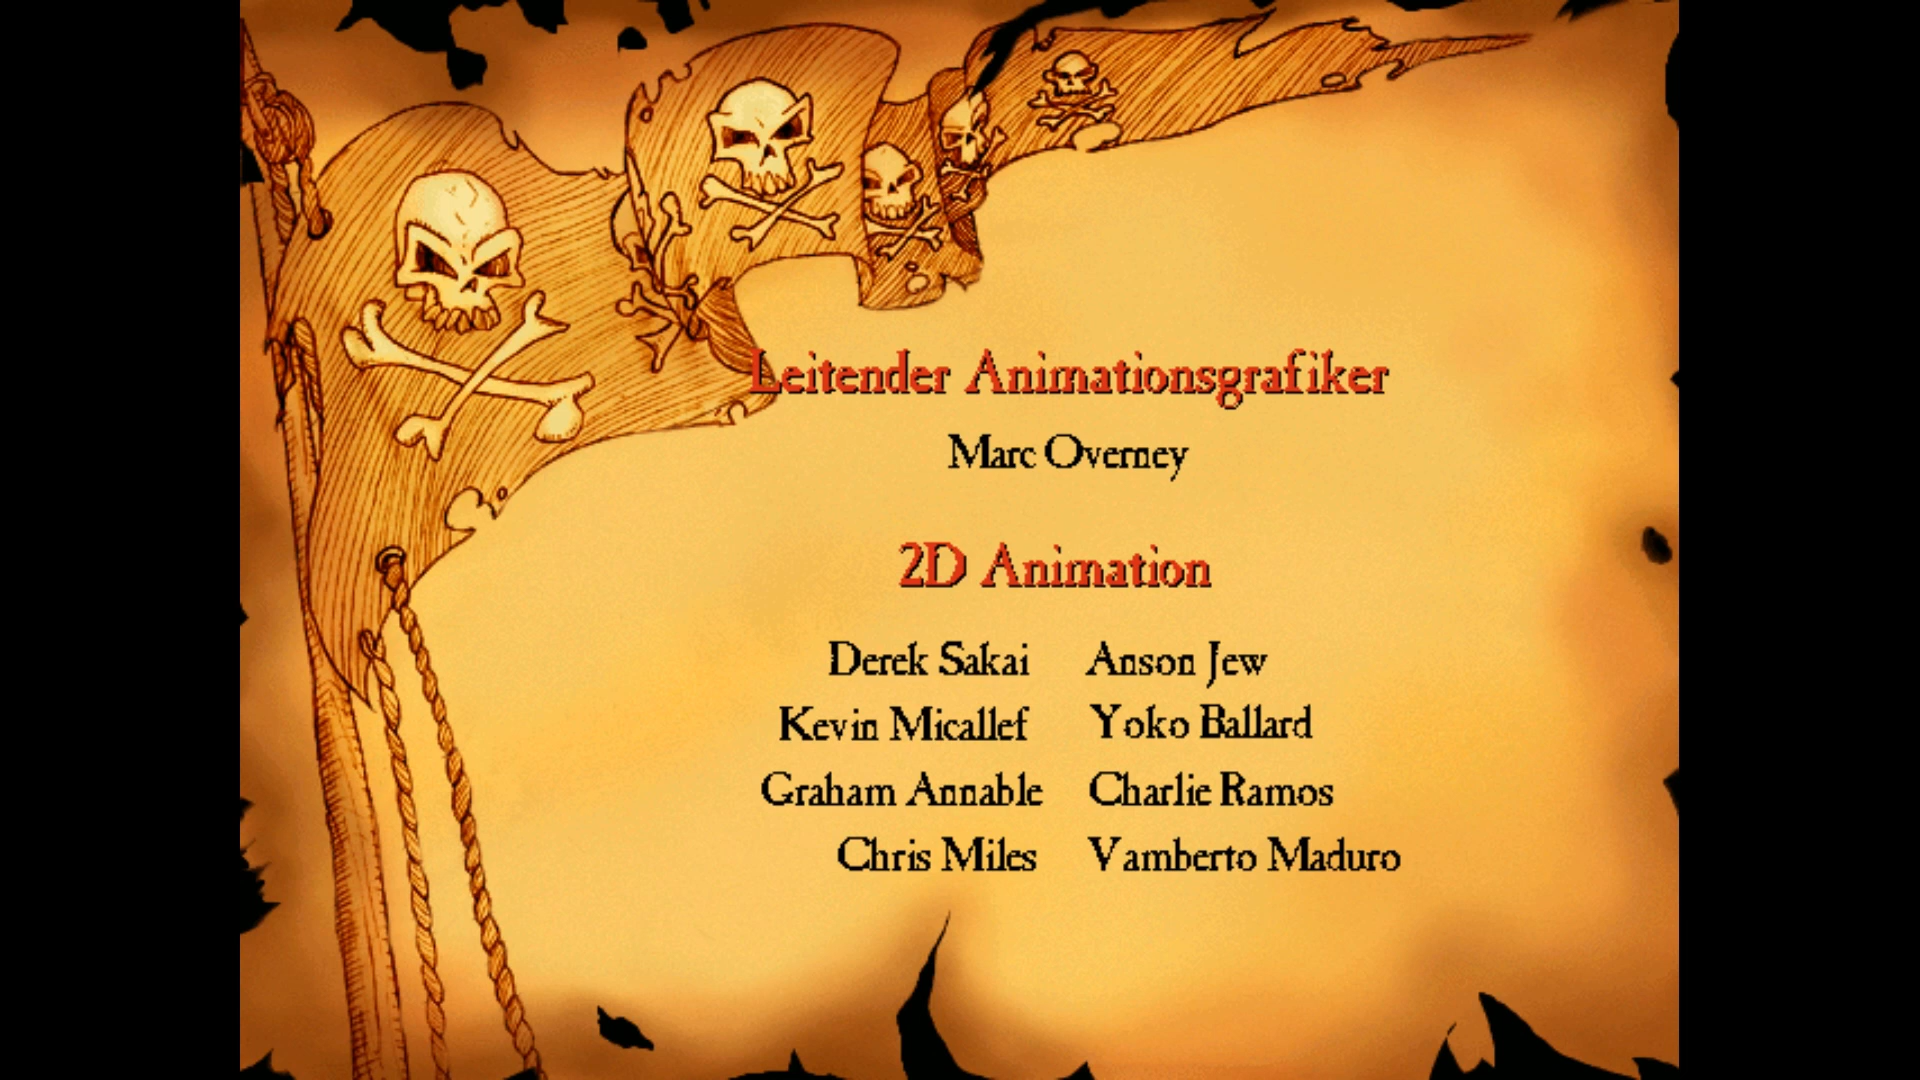 Leitender Animationsgrafiker
Marc Overney
2D Animation
Derek Sakai Anson Jew
Kevin Micallef Yoko Ballard
Graham Annable Charlie Ramos
Chris Miles Vamberto Maduro